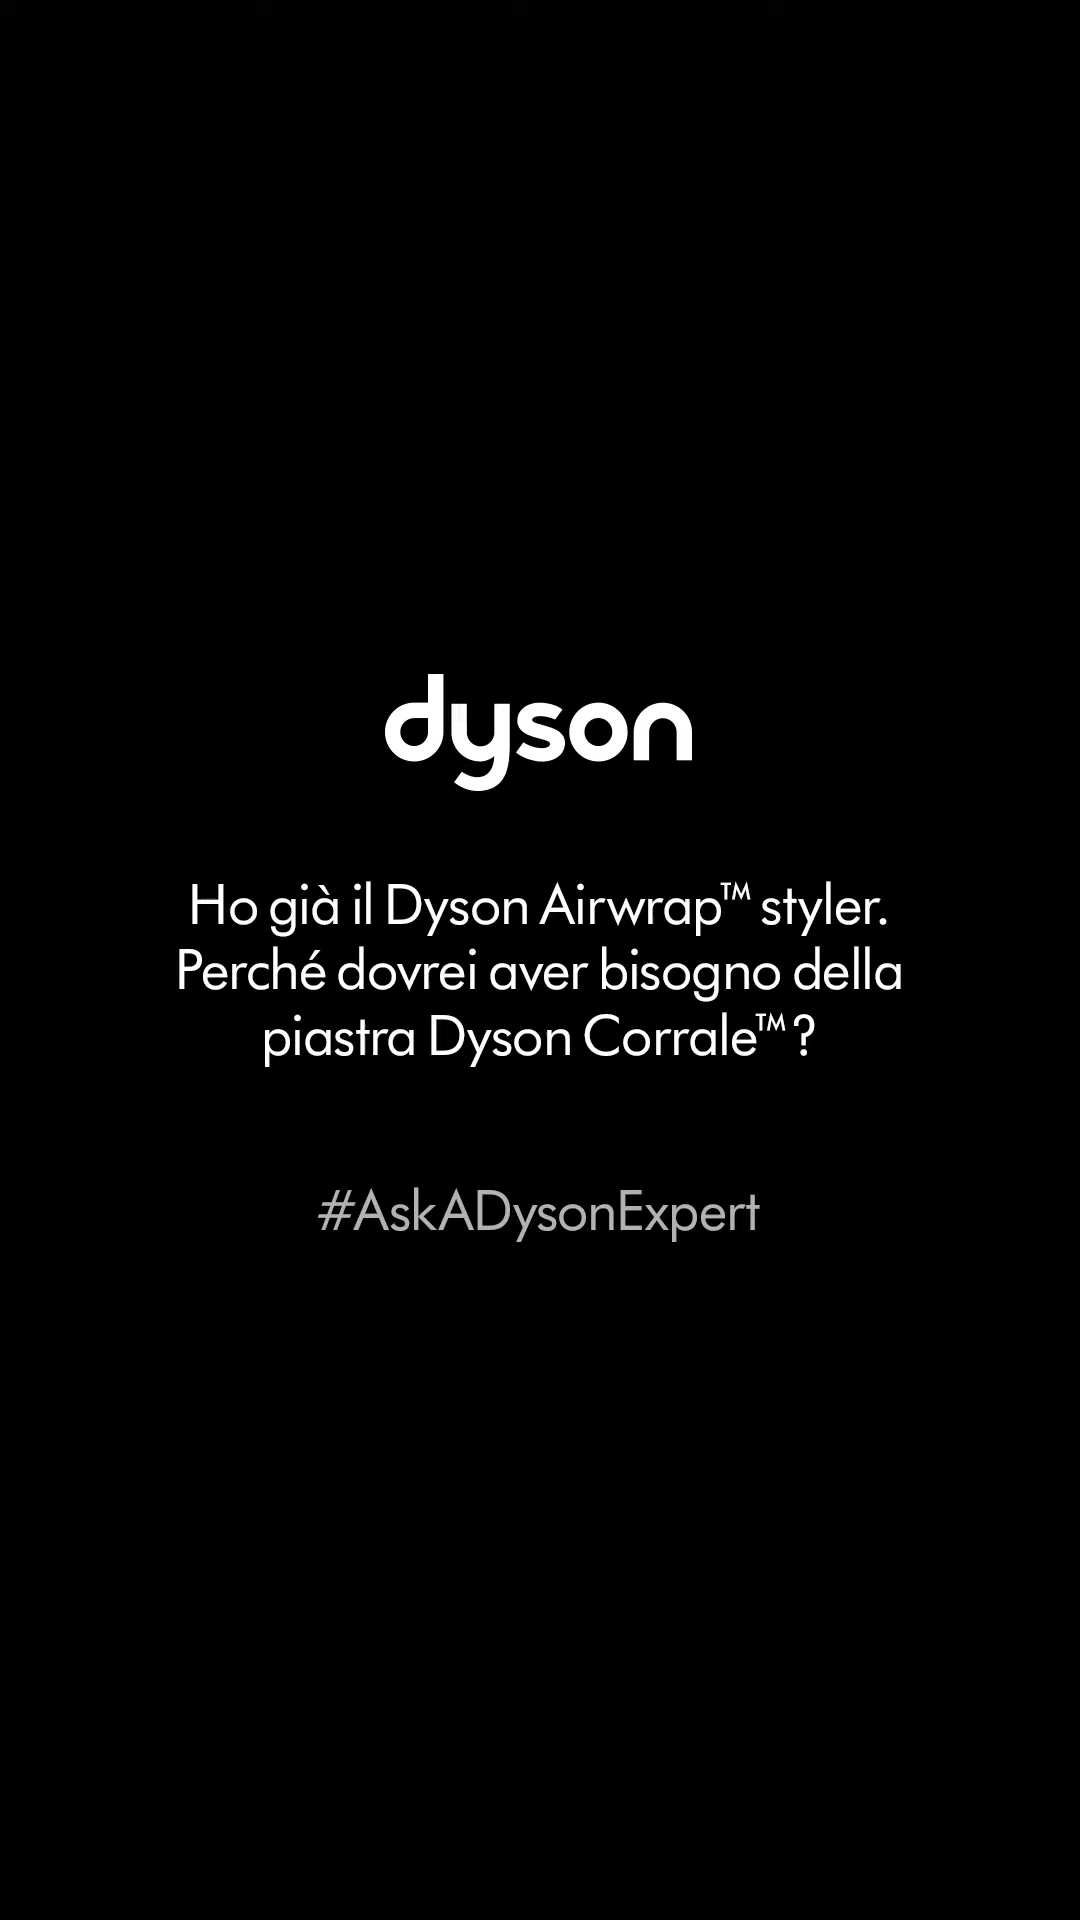 dyson
Ho già il Dyson Airwrap™ styler.
Perché dovrei aver bisogno della
piastra Dyson Corrale™?
#AskADysonExpert